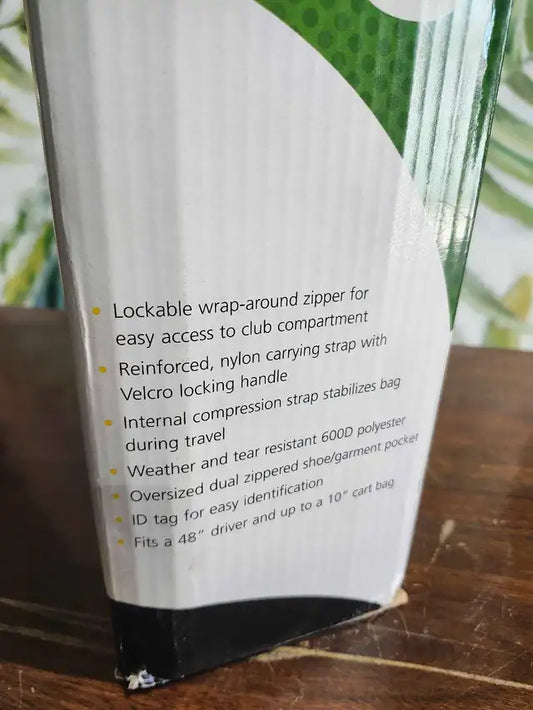 • Lockable wrap-around zipper for
easy access to club compartment
• Reinforced, nylon carrying strap with
Velcro locking handle
• Internal compression strap stabilizes bag
during travel
• Weather and tear resistant 600D polyester
• Oversized dual zippered shoe/garment pocket
• ID tag for easy identification
• Fits a 48" driver and up to a 10" cart bag